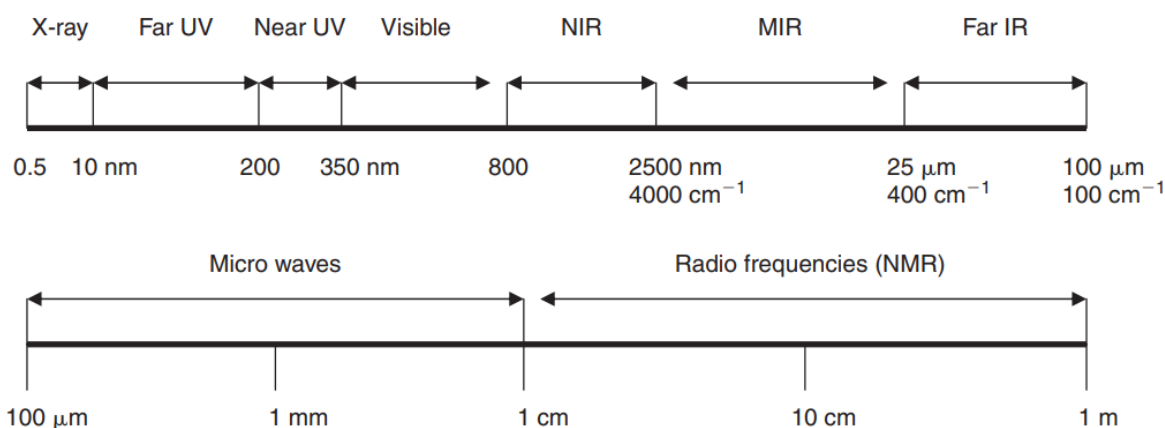 X-ray Far UV Near UV Visible NIR MIR Far IR
0.5 10 nm 200 350 nm 800 2500 nm 25 μm 100 μm
4000 cm⁻¹ 400 cm⁻¹ 100 cm⁻¹
Micro waves Radio frequencies (NMR)
100 μm 1 mm 1 cm 10 cm 1 m